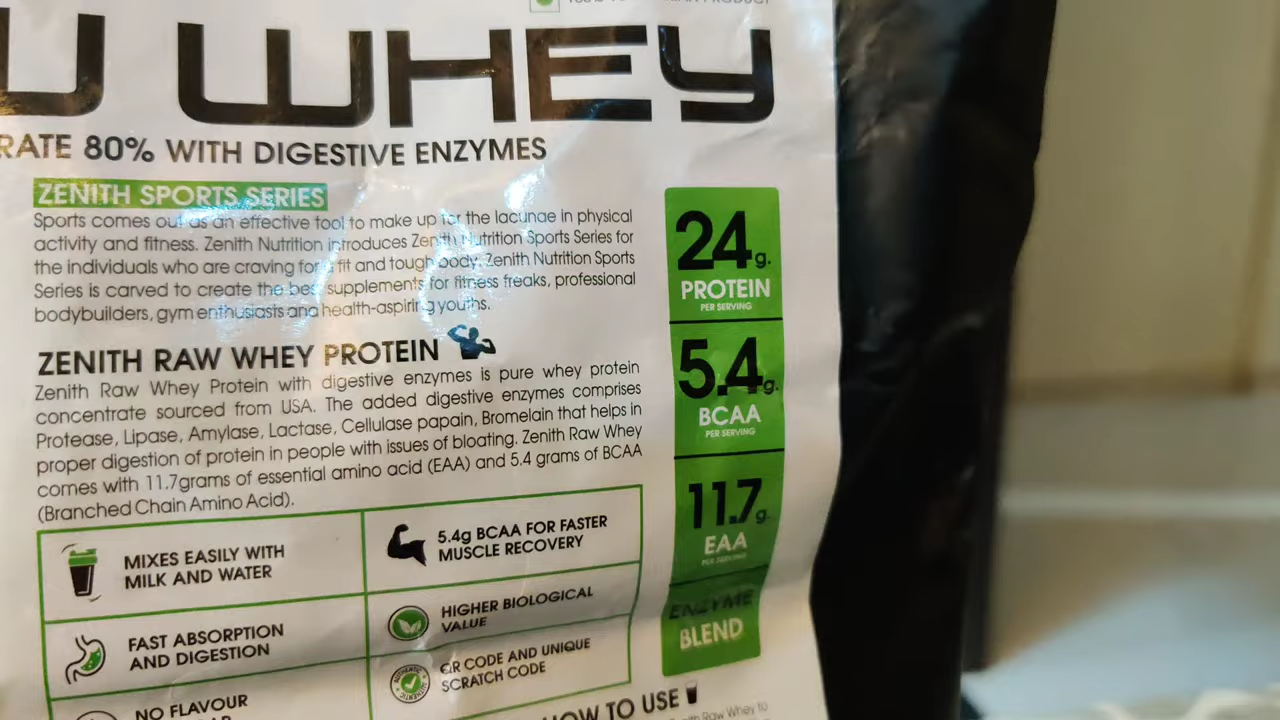 U WHEY
RATE 80% WITH DIGESTIVE ENZYMES
ZENITH SPORTS SERIES
Sports comes out as an effective tool to make up for the lacunae in physical
activity and fitness. Zenith Nutrition introduces Zenith Nutrition Sports Series for
the individuals who are craving for a fit and tough body. Zenith Nutrition Sports
Series is carved to create the best supplements for fitness freaks, professional
bodybuilders, gym enthusiasts and health-aspiring youths.
ZENITH RAW WHEY PROTEIN
Zenith Raw Whey Protein with digestive enzymes is pure whey protein
concentrate sourced from USA. The added digestive enzymes comprises
Protease, Lipase, Amylase, Lactase, Cellulase papain, Bromelain that helps in
proper digestion of protein in people with issues of bloating. Zenith Raw Whey
comes with 11.7grams of essential amino acid (EAA) and 5.4 grams of BCAA
(Branched Chain Amino Acid).
24g.
PROTEIN
PER SERVING
5.4g.
BCAA
PER SERVING
11.7g.
EAA
PER SERVING
ENZYME
BLEND
MIXES EASILY WITH
MILK AND WATER
5.4g BCAA FOR FASTER
MUSCLE RECOVERY
FAST ABSORPTION
AND DIGESTION
HIGHER BIOLOGICAL
VALUE
QR CODE AND UNIQUE
SCRATCH CODE
NO FLAVOUR
HOW TO USE
Raw Whey to